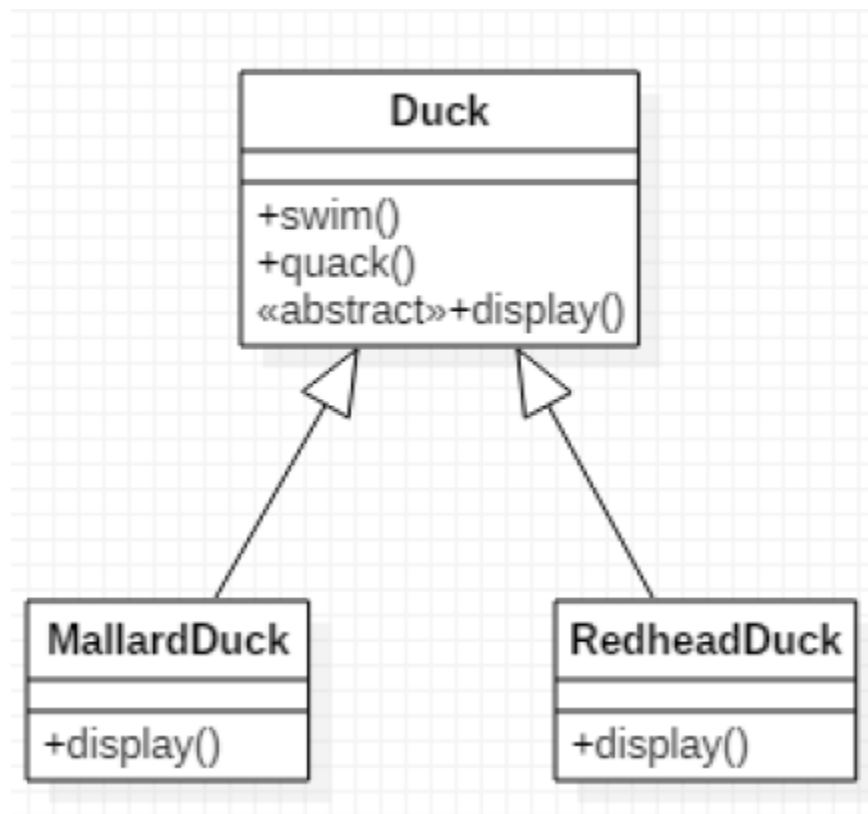 Duck
+swim()
+quack()
«abstract»+display()
MallardDuck
+display()
RedheadDuck
+display()